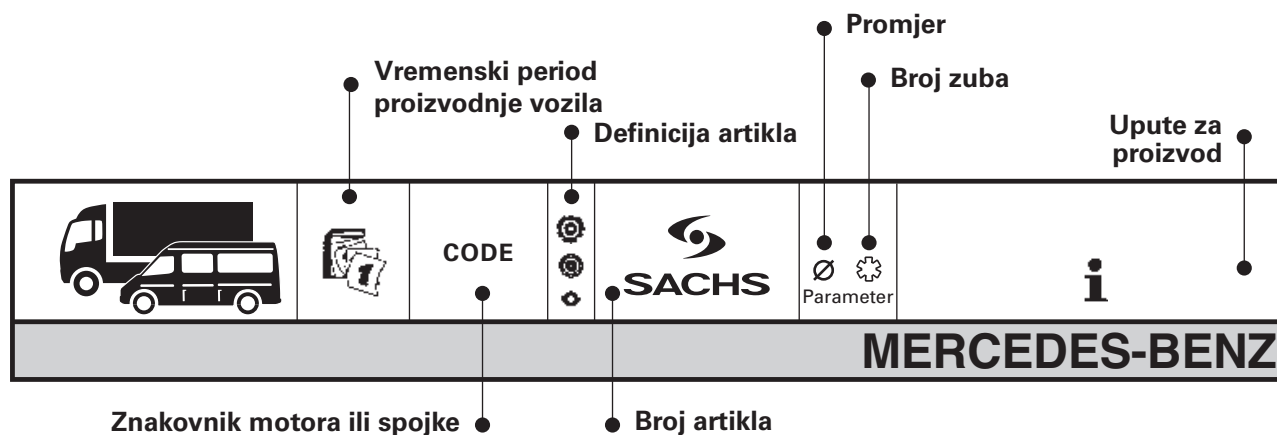 Promjer
Vremenski period
proizvodnje vozila
Broj zuba
Definicija artikla
Upute za
proizvod
CODE
SACHS
Ø
Parameter
i
MERCEDES-BENZ
Znakovnik motora ili spojke
Broj artikla